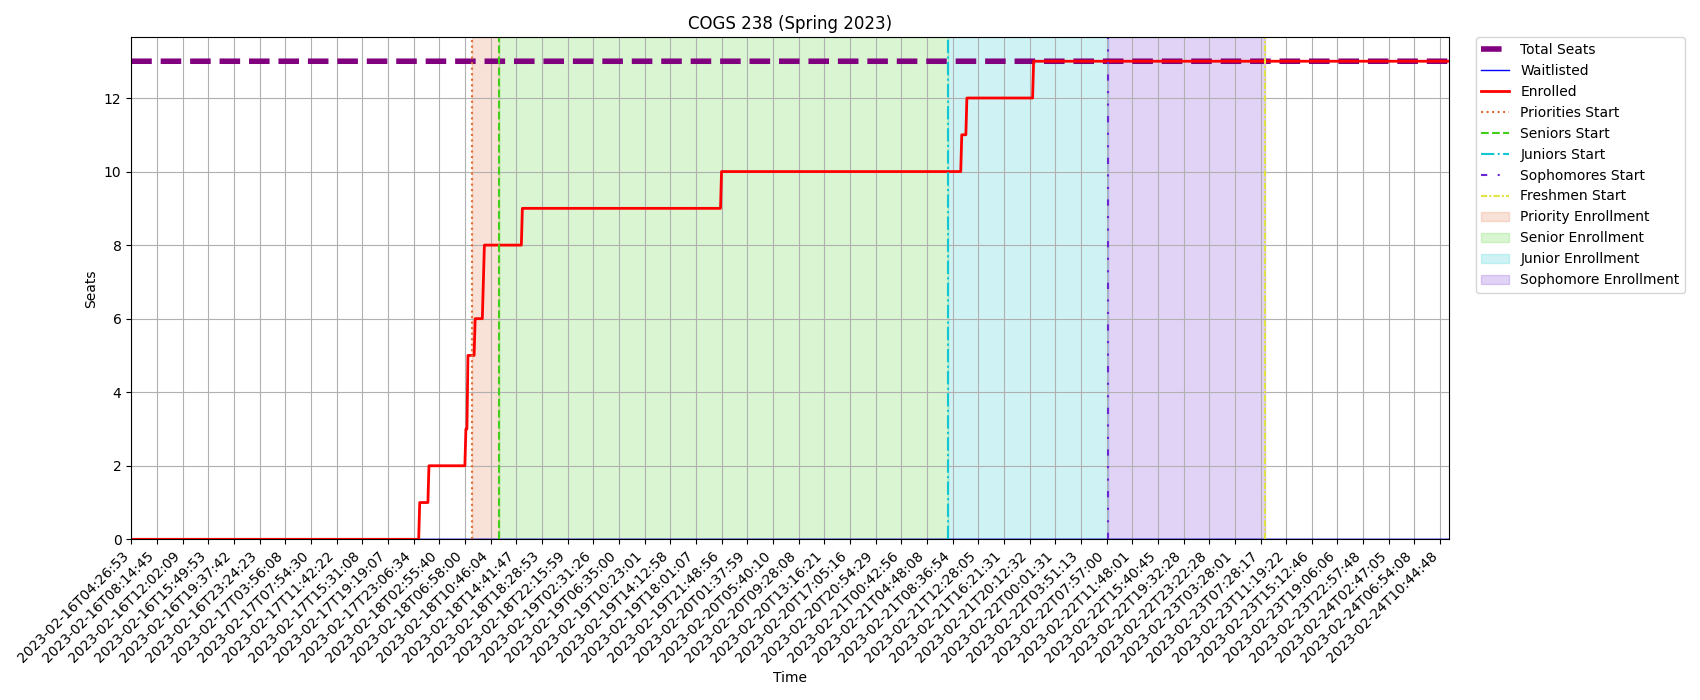 COGS 238 (Spring 2023)
Seats
12
10
8
6
4
2
0
2023-02-16T04:26:53
2023-02-16T08:14:45
2023-02-16T12:02:09
2023-02-16T15:49:53
2023-02-16T19:37:42
2023-02-16T23:24:23
2023-02-17T03:56:08
2023-02-17T07:54:30
2023-02-17T11:42:22
2023-02-17T15:31:08
2023-02-17T19:19:07
2023-02-17T23:06:34
2023-02-18T02:55:40
2023-02-18T06:58:00
2023-02-18T10:46:04
2023-02-18T14:41:47
2023-02-18T18:28:53
2023-02-18T22:15:59
2023-02-19T02:31:26
2023-02-19T06:35:00
2023-02-19T10:23:01
2023-02-19T14:12:58
2023-02-19T18:01:07
2023-02-19T21:48:56
2023-02-20T01:37:59
2023-02-20T05:40:10
2023-02-20T09:28:08
2023-02-20T13:16:21
2023-02-20T17:05:16
2023-02-20T20:54:29
2023-02-21T00:42:56
2023-02-21T04:48:08
2023-02-21T08:36:54
2023-02-21T12:28:05
2023-02-21T16:21:31
2023-02-21T20:12:32
2023-02-22T00:01:31
2023-02-22T03:51:13
2023-02-22T07:57:00
2023-02-22T11:48:01
2023-02-22T15:40:45
2023-02-22T19:32:28
2023-02-22T23:22:28
2023-02-23T03:28:01
2023-02-23T07:28:17
2023-02-23T11:19:22
2023-02-23T15:12:46
2023-02-23T19:06:06
2023-02-23T22:57:48
2023-02-24T02:47:05
2023-02-24T06:54:08
2023-02-24T10:44:48
Time
Total Seats
Waitlisted
Enrolled
Priorities Start
Seniors Start
Juniors Start
Sophomores Start
Freshmen Start
Priority Enrollment
Senior Enrollment
Junior Enrollment
Sophomore Enrollment